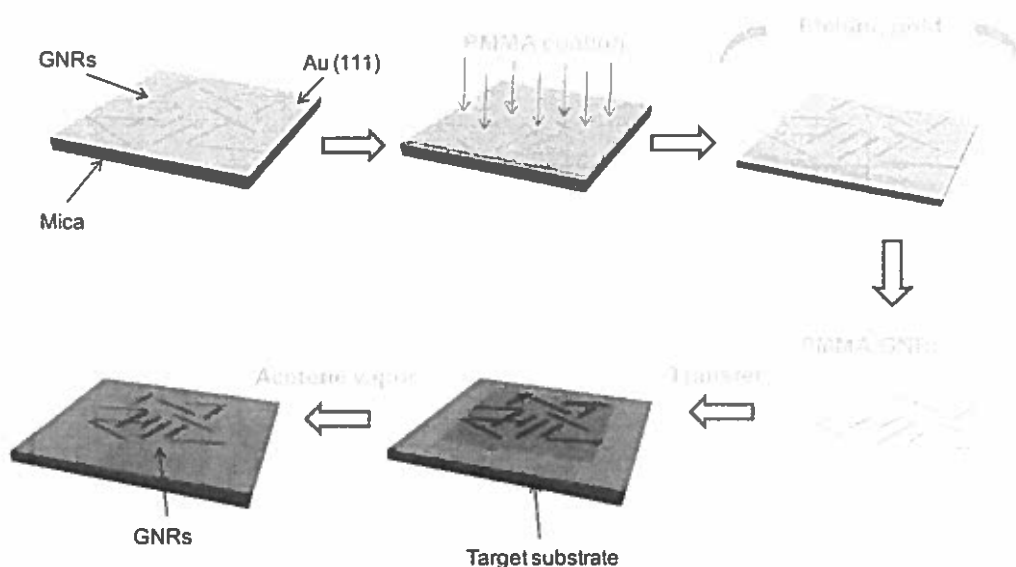 GNRs
Au (111)
Mica
PMMA coating
Etching gold
PMMA/GNRs
Transfer
Acetone vapor
GNRs
Target substrate